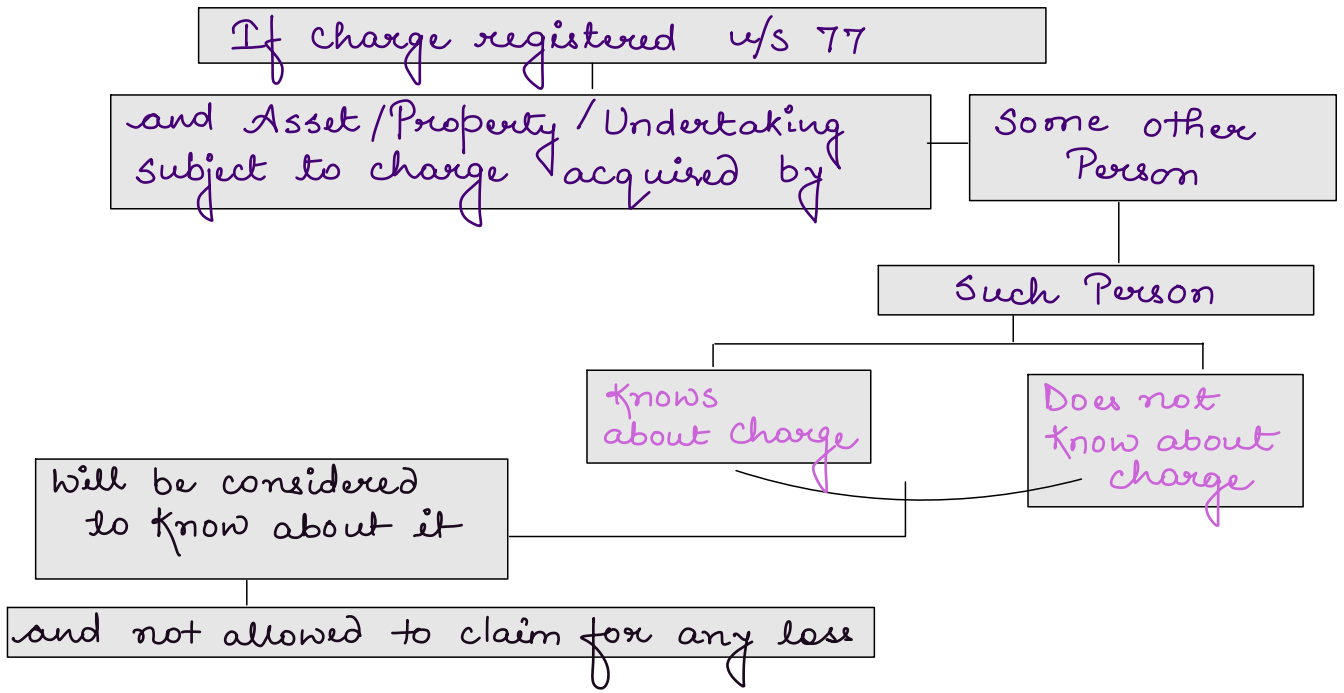 If charge registered u/s 77
and Asset/Property/Undertaking
subject to charge acquired by
Some other
Person
Such Person
Knows
about charge
Does not
Know about
charge
Will be considered
to know about it
and not allowed to claim for any loss